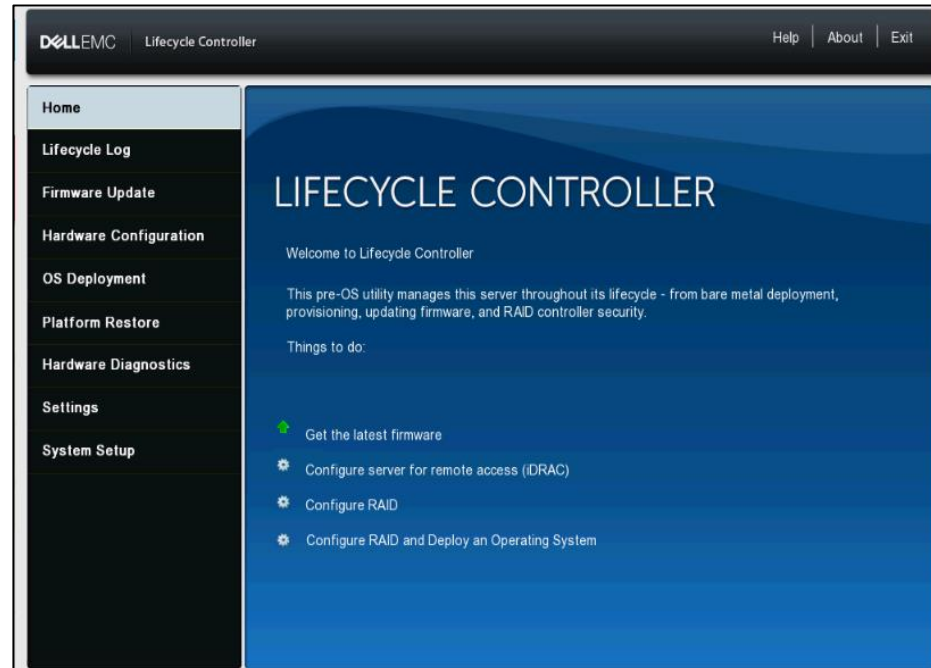 DELLEMC Lifecycle Controller Help About Exit
Home
Lifecycle Log
Firmware Update
Hardware Configuration
OS Deployment
Platform Restore
Hardware Diagnostics
Settings
System Setup
LIFECYCLE CONTROLLER
Welcome to Lifecycle Controller
This pre-OS utility manages this server throughout its lifecycle - from bare metal deployment,
provisioning, updating firmware, and RAID controller security.
Things to do:
Get the latest firmware
Configure server for remote access (iDRAC)
Configure RAID
Configure RAID and Deploy an Operating System